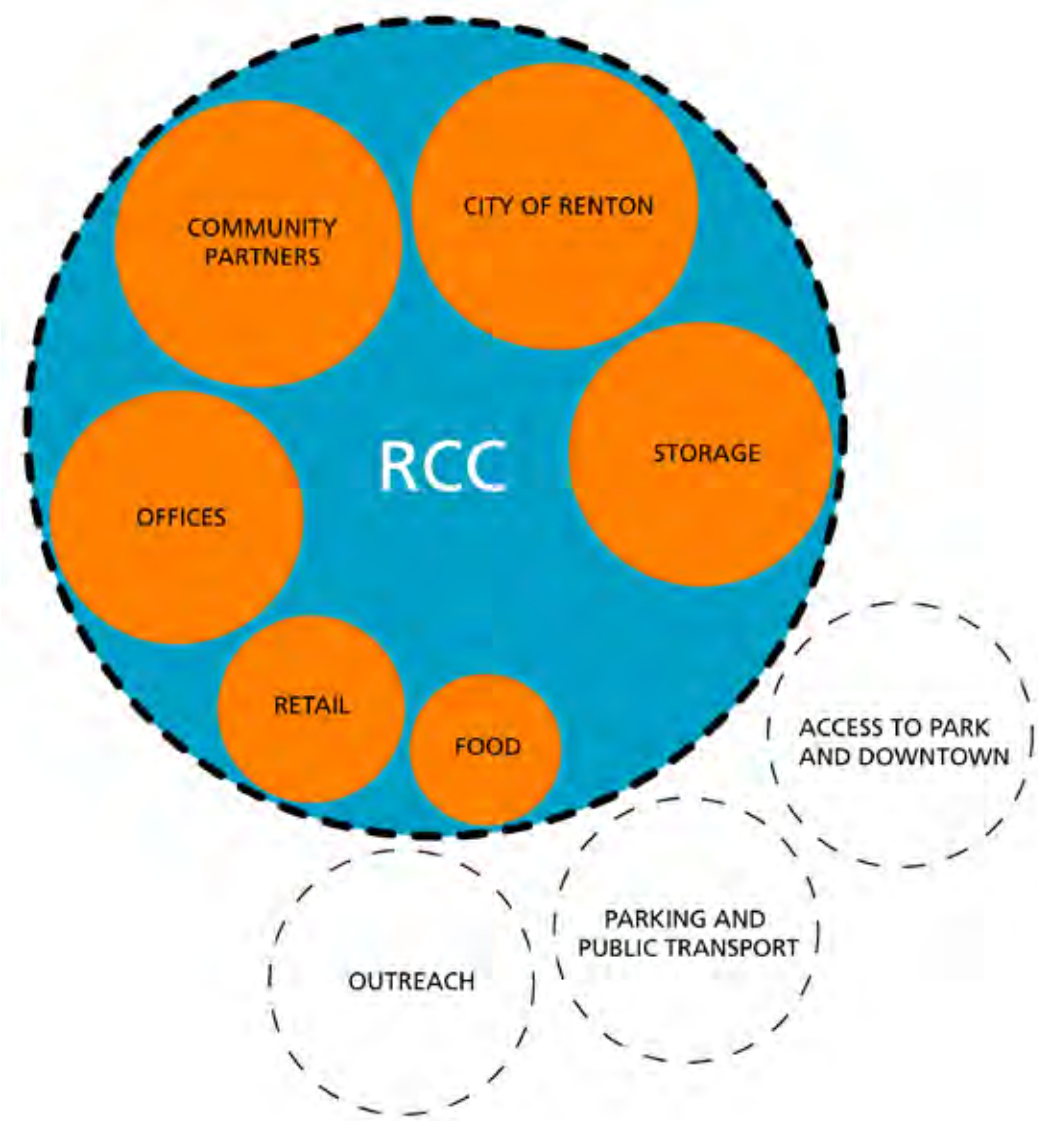 CITY OF RENTON
COMMUNITY
PARTNERS
RCC
STORAGE
OFFICES
RETAIL
FOOD
ACCESS TO PARK
AND DOWNTOWN
PARKING AND
PUBLIC TRANSPORT
OUTREACH